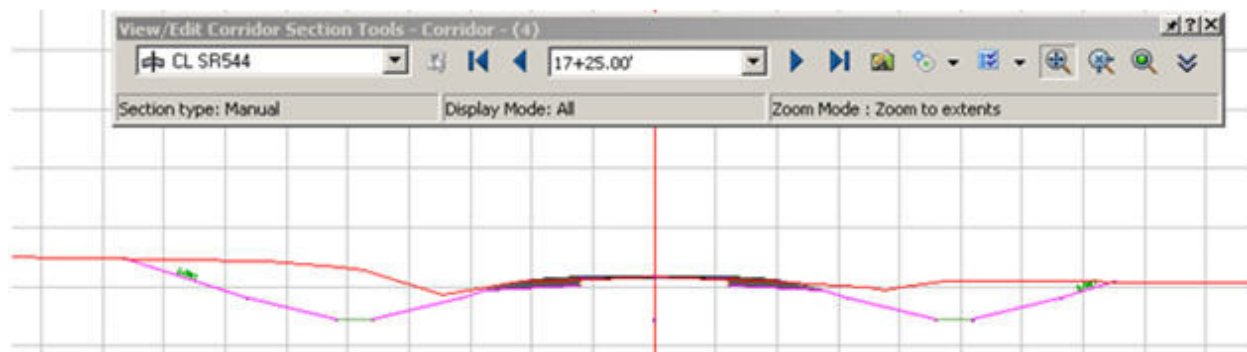 View/Edit Corridor Section Tools - Corridor - (4)
CL SR544 17+25.00'
Section type: Manual Display Mode: All Zoom Mode : Zoom to extents